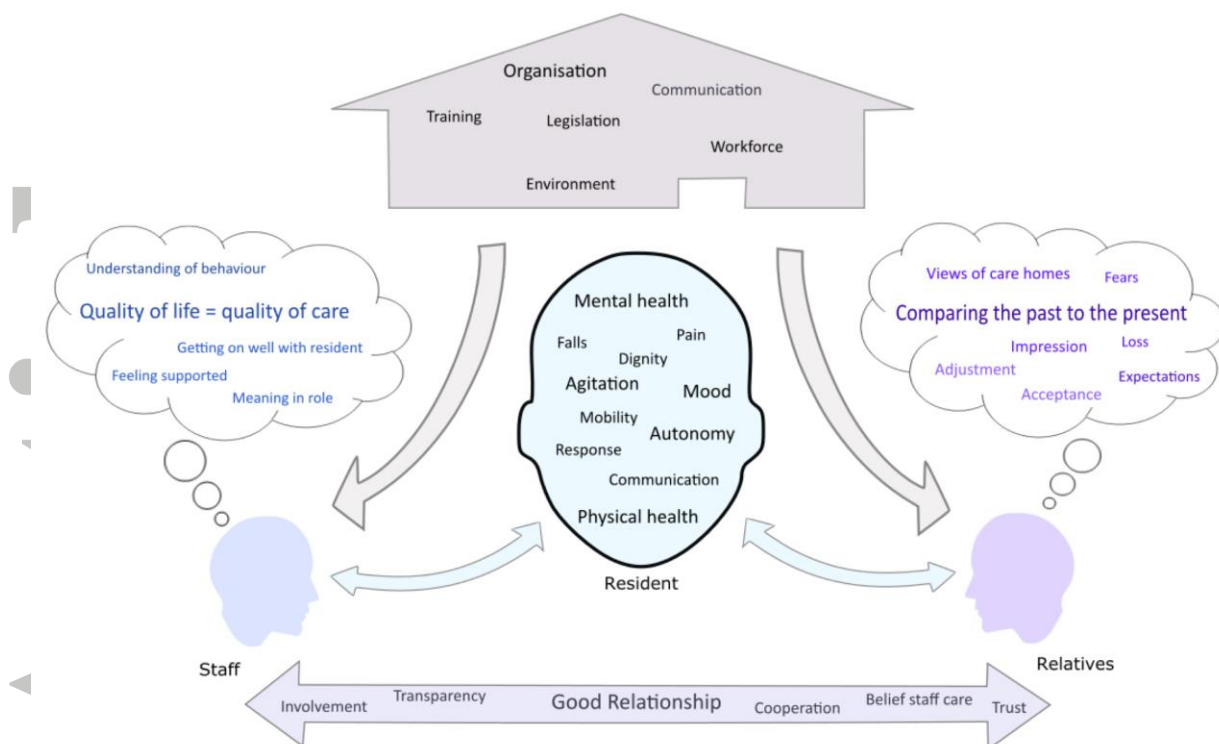 Organisation
Communication
Training
Legislation
Workforce
Environment
Understanding of behaviour
Quality of life = quality of care
Getting on well with resident
Feeling supported
Meaning in role
Mental health
Falls
Pain
Dignity
Agitation
Mood
Mobility
Autonomy
Response
Communication
Physical health
Resident
Views of care homes
Fears
Comparing the past to the present
Impression
Loss
Adjustment
Expectations
Acceptance
Staff
Relatives
Involvement
Transparency
Good Relationship
Cooperation
Belief staff care
Trust